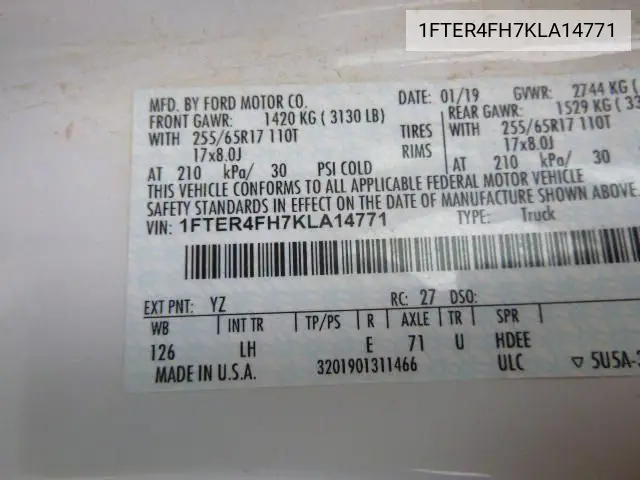 1FTER4FH7KLA14771
MFD. BY FORD MOTOR CO. DATE: 01/19 GVWR: 2744 KG (
FRONT GAWR: 1420 KG ( 3130 LB) REAR GAWR: 1529 KG (
WITH 255/65R17 110T TIRES WITH 255/65R17 110T
17x8.0J RIMS 17x8.0J
AT 210 kPa/ 30 PSI COLD AT 210 kPa/ 30
THIS VEHICLE CONFORMS TO ALL APPLICABLE FEDERAL MOTOR VEHICLE
SAFETY STANDARDS IN EFFECT ON THE DATE OF MANUFACTURE SHOWN ABOVE
VIN: 1FTER4FH7KLA14771 TYPE: Truck
EXT PNT: YZ RC: 27 DSO:
WB INT TR TP/PS R AXLE TR SPR
126 LH E 71 U HDEE
MADE IN U.S.A. 3201901311466 ULC ▽ 5U5A-